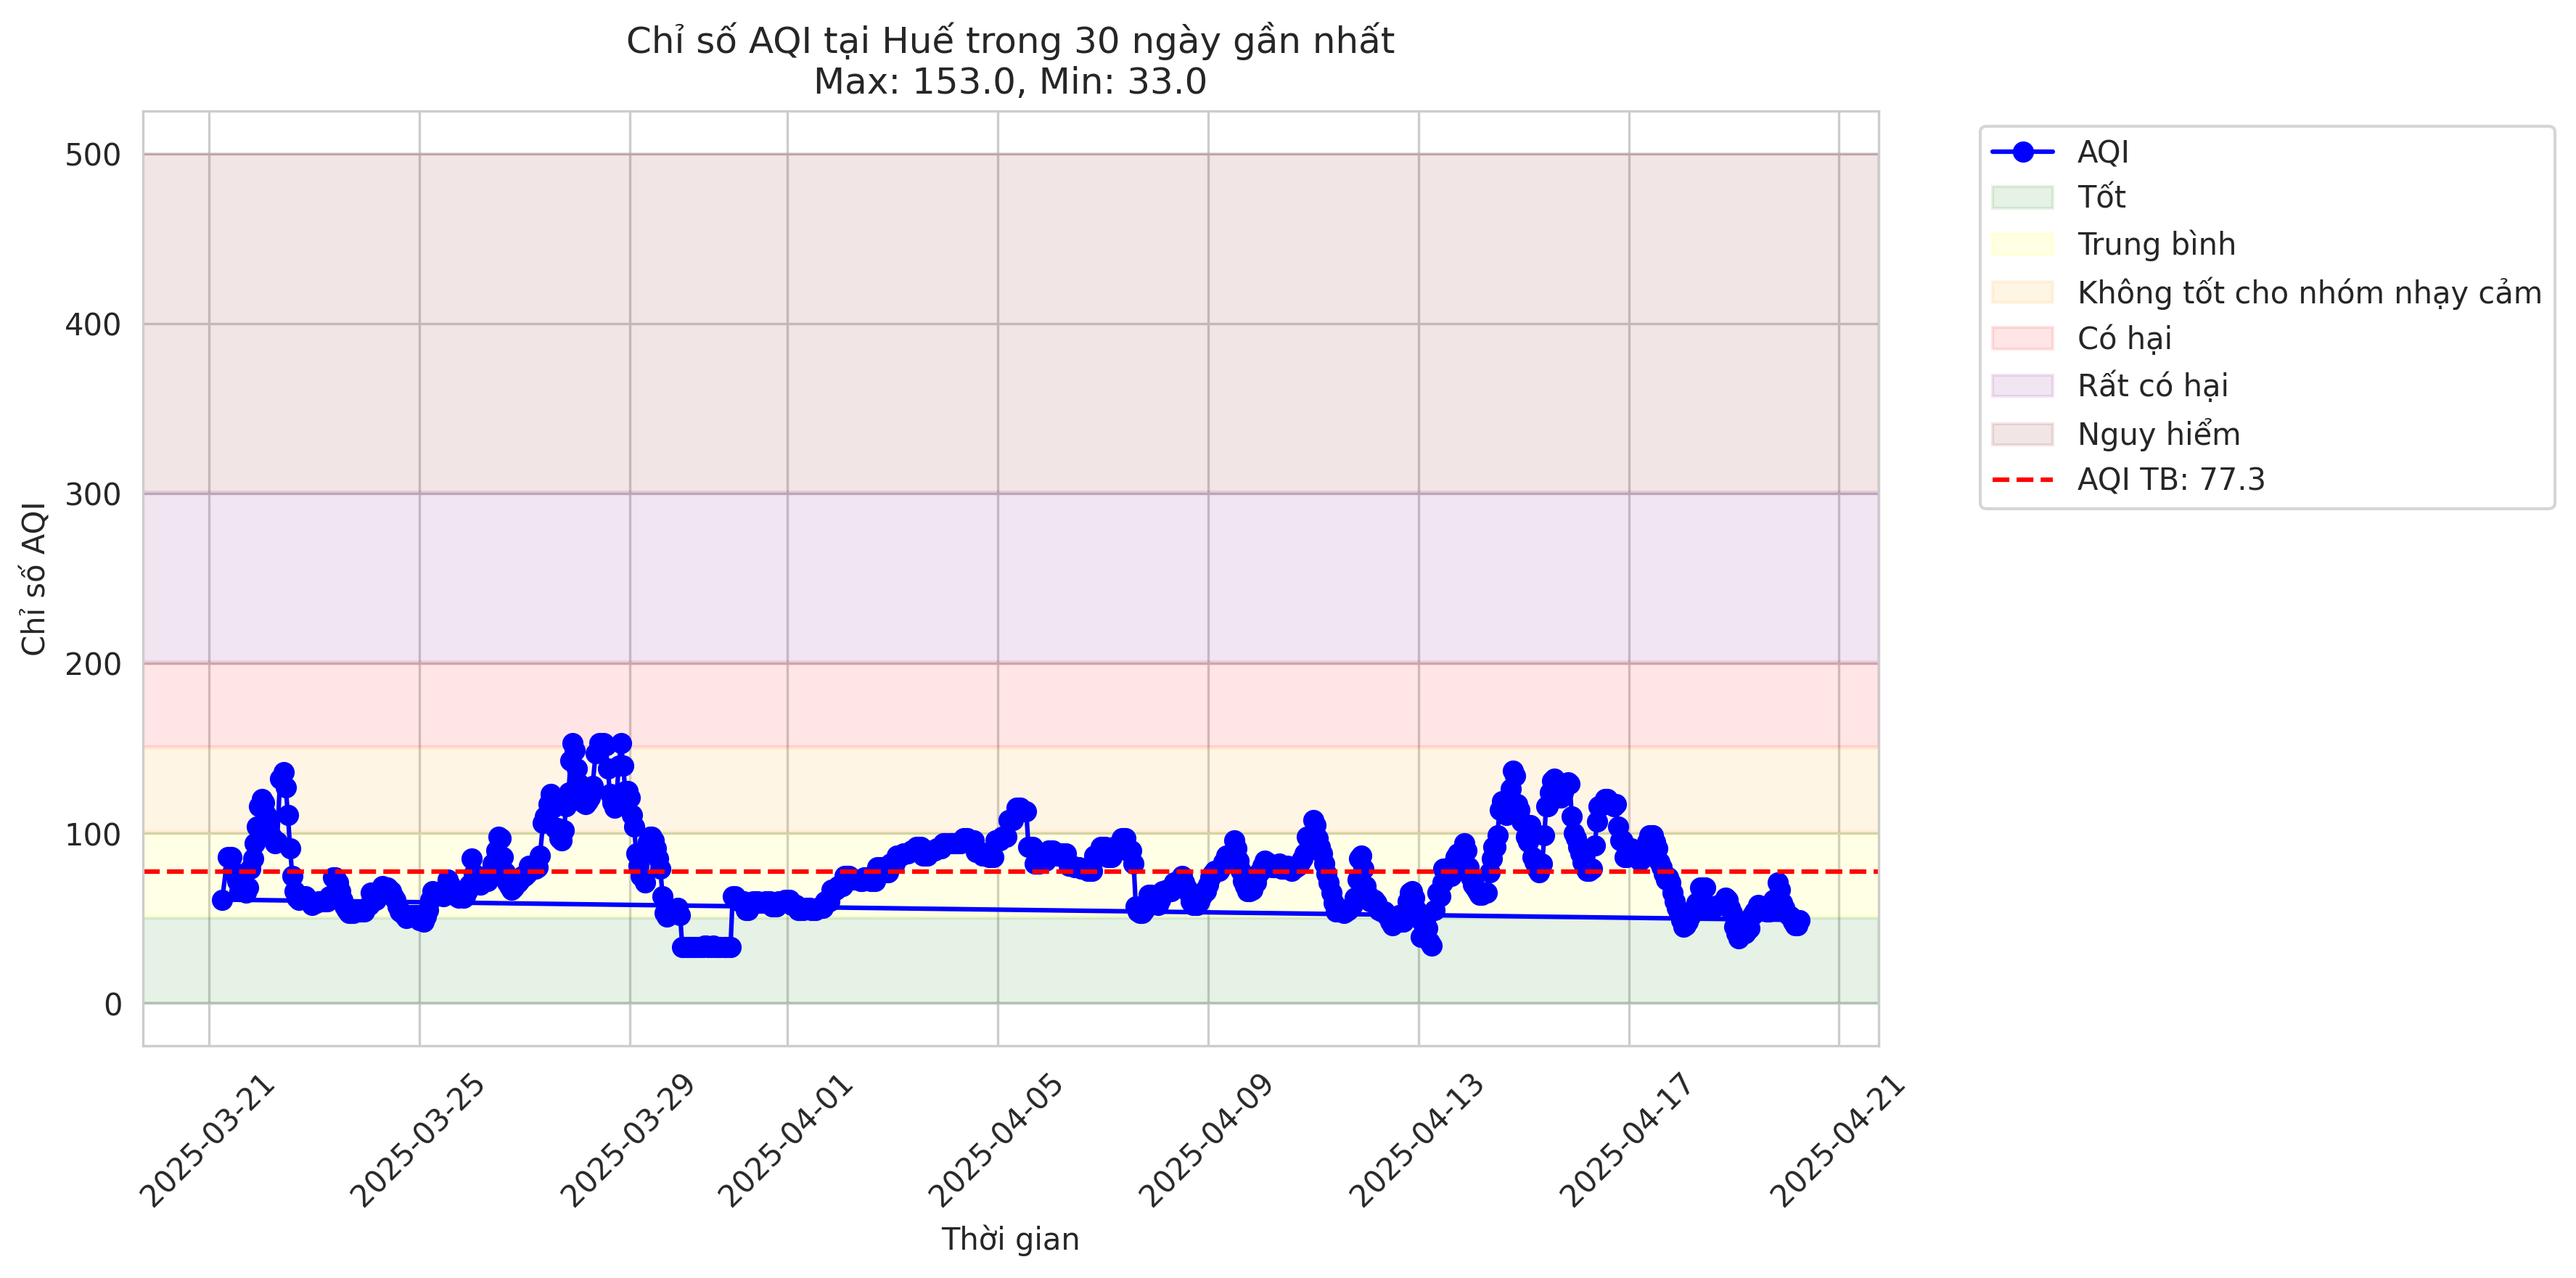 Chỉ số AQI tại Huế trong 30 ngày gần nhất
Max: 153.0, Min: 33.0
Chỉ số AQI
500
400
300
200
100
0
2025-03-21
2025-03-25
2025-03-29
2025-04-01
2025-04-05
2025-04-09
2025-04-13
2025-04-17
2025-04-21
Thời gian
AQI
Tốt
Trung bình
Không tốt cho nhóm nhạy cảm
Có hại
Rất có hại
Nguy hiểm
AQI TB: 77.3